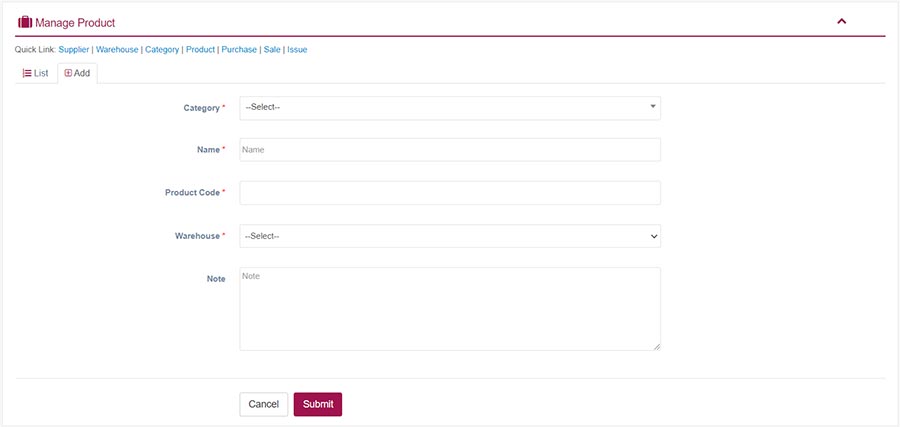 Manage Product
Quick Link: Supplier | Warehouse | Category | Product | Purchase | Sale | Issue
List Add
Category * --Select--
Name * Name
Product Code *
Warehouse * --Select--
Note Note
Cancel Submit